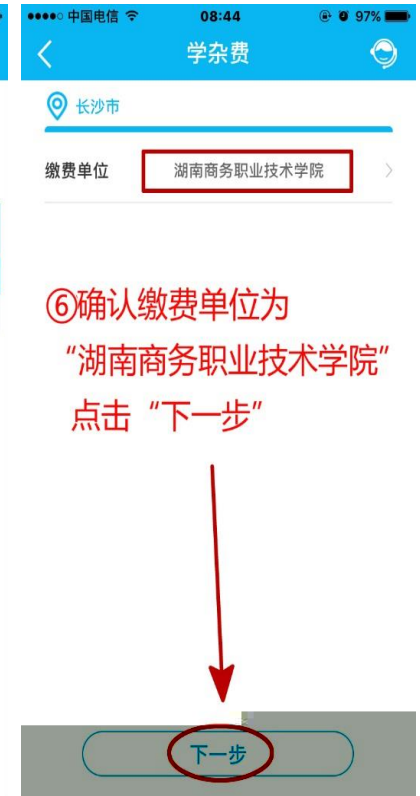 中国电信 08:44 97%
学杂费
长沙市
缴费单位 湖南商务职业技术学院
⑥确认缴费单位为
“湖南商务职业技术学院”
点击“下一步”
下一步